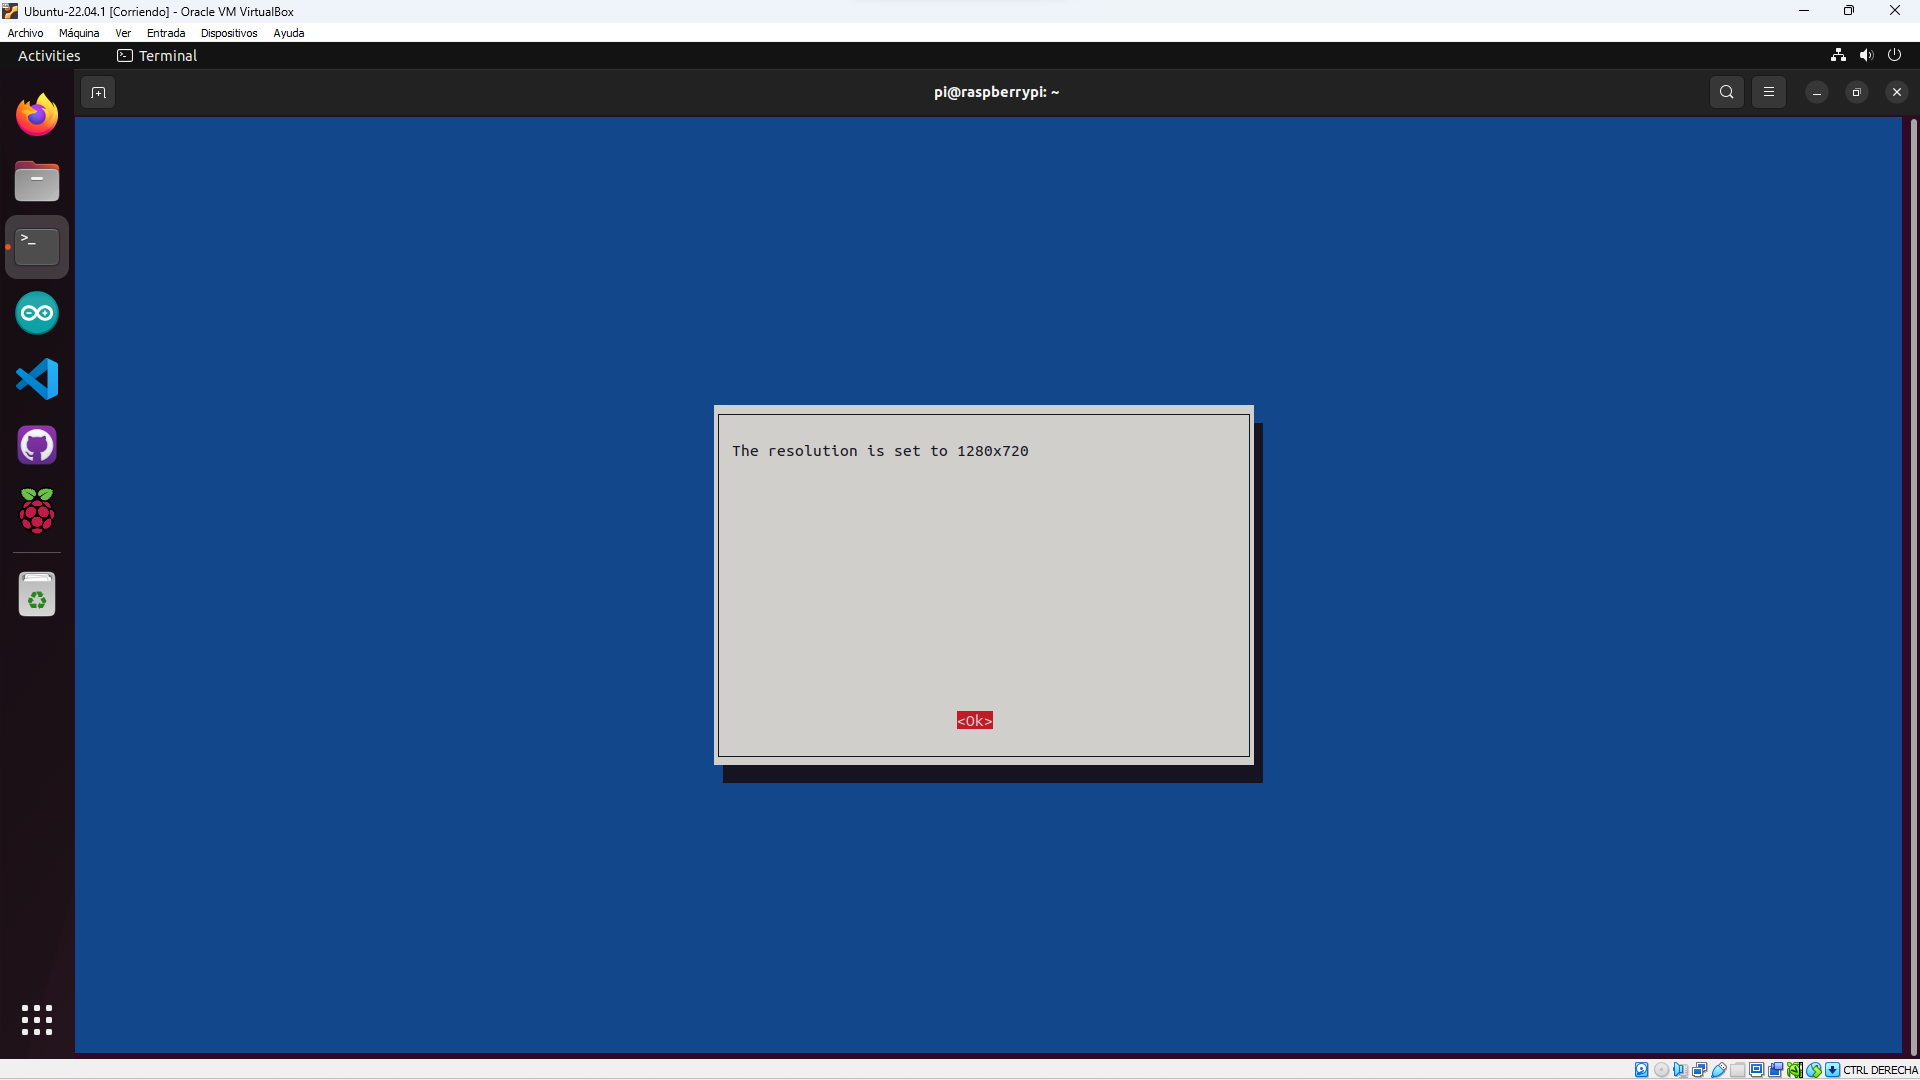 Ubuntu-22.04.1 [Corriendo] - Oracle VM VirtualBox
Archivo Máquina Ver Entrada Dispositivos Ayuda
Activities Terminal
pi@raspberrypi: ~
>_
The resolution is set to 1280x720
<Ok>
CTRL DERECHA